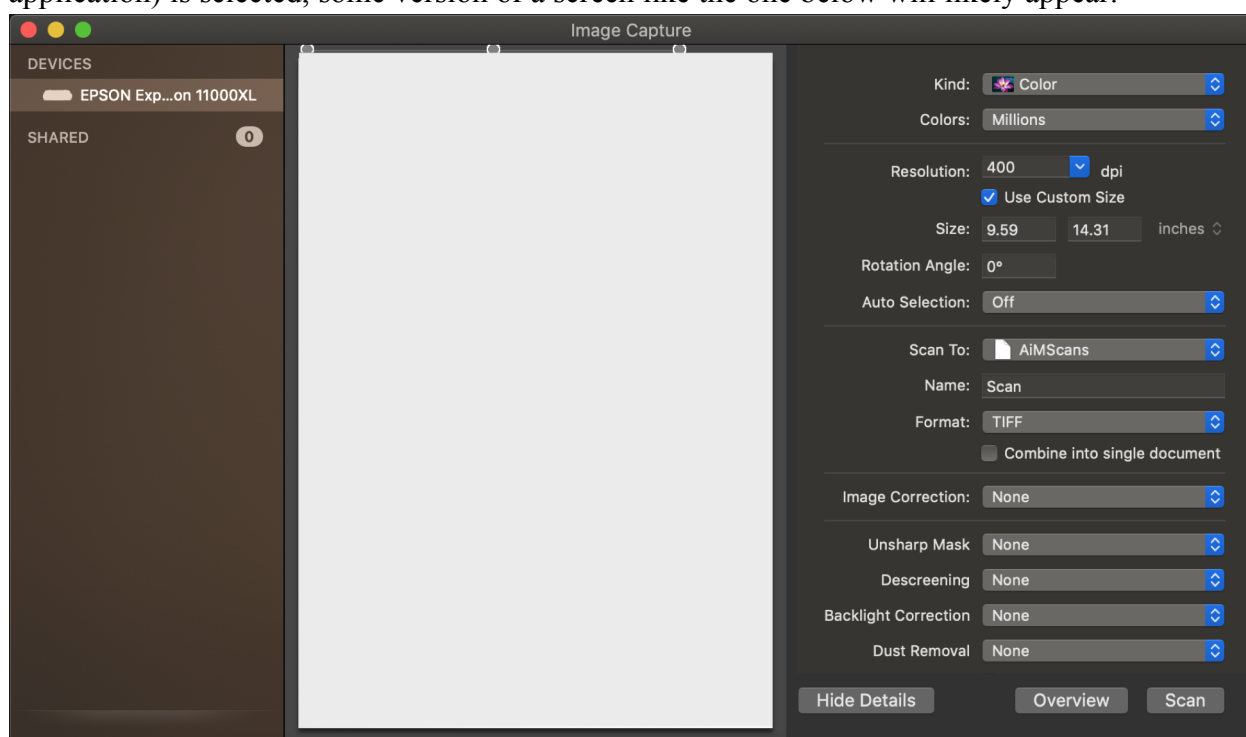 application) is selected, some version of a screen like the one below will likely appear.
Image Capture
DEVICES
EPSON Exp...on 11000XL
SHARED 0
Kind: Color
Colors: Millions
Resolution: 400 dpi
Use Custom Size
Size: 9.59 14.31 inches
Rotation Angle: 0°
Auto Selection: Off
Scan To: AiMScans
Name: Scan
Format: TIFF
Combine into single document
Image Correction: None
Unsharp Mask None
Descreening None
Backlight Correction None
Dust Removal None
Hide Details Overview Scan